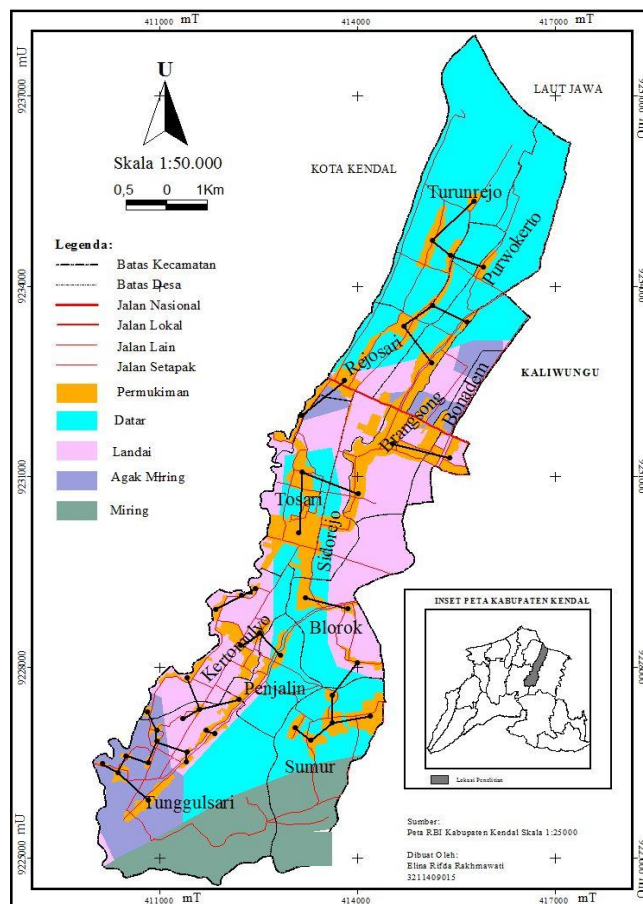 411000
mT
414000
mT
417000
mU
9237000
LAUT JAWA
U
Skala 1:50.000
0,5 0 1Km
KOTA KENDAL
Turunrejo
Purwokerto
Legenda:
Batas Kecamatan
Batas Desa
Jalan Nasional
Jalan Lokal
Jalan Lain
Jalan Setapak
Permukiman
Datar
Landai
Agak Miring
Miring
9234000
Rejosari
KALIWUNGU
Bonadem
Brangsong
Tosari
Sidorejo
Blorok
Kertomulyo
Penjalin
Sumur
Tunggulsari
INSET PETA KABUPATEN KENDAL
Lokasi Penelitian
Sumber:
Peta RBI Kabupaten Kendal Skala 1:25000
Dibuat Oleh:
Elina Rifda Rakhmawati
3211409015
mU
411000
mT
414000
mT
417000